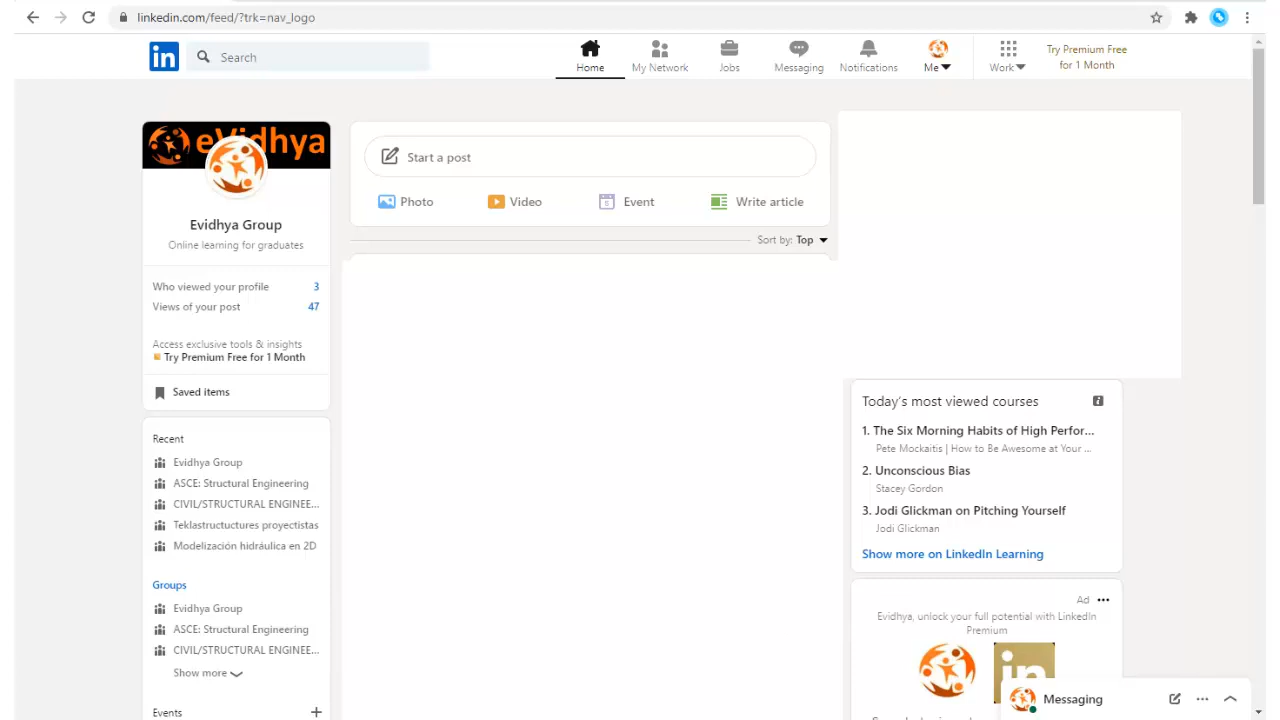 linkedin.com/feed/?trk=nav_logo
in
Search
Home
My Network
Jobs
Messaging
Notifications
Me
Work
Try Premium Free
for 1 Month
eVidhya
Evidhya Group
Online learning for graduates
Who viewed your profile 3
Views of your post 47
Access exclusive tools & insights
Try Premium Free for 1 Month
Saved items
Recent
Evidhya Group
ASCE: Structural Engineering
CIVIL/STRUCTURAL ENGINEE...
Teklastructuctures proyectistas
Modelización hidráulica en 2D
Groups
Evidhya Group
ASCE: Structural Engineering
CIVIL/STRUCTURAL ENGINEE...
Show more
Events
Start a post
Photo
Video
Event
Write article
Sort by: Top
Today's most viewed courses
1. The Six Morning Habits of High Perfor...
Pete Mockaitis | How to Be Awesome at Your ...
2. Unconscious Bias
Stacey Gordon
3. Jodi Glickman on Pitching Yourself
Jodi Glickman
Show more on LinkedIn Learning
Ad
Evidhya, unlock your full potential with LinkedIn
Premium
in
Messaging